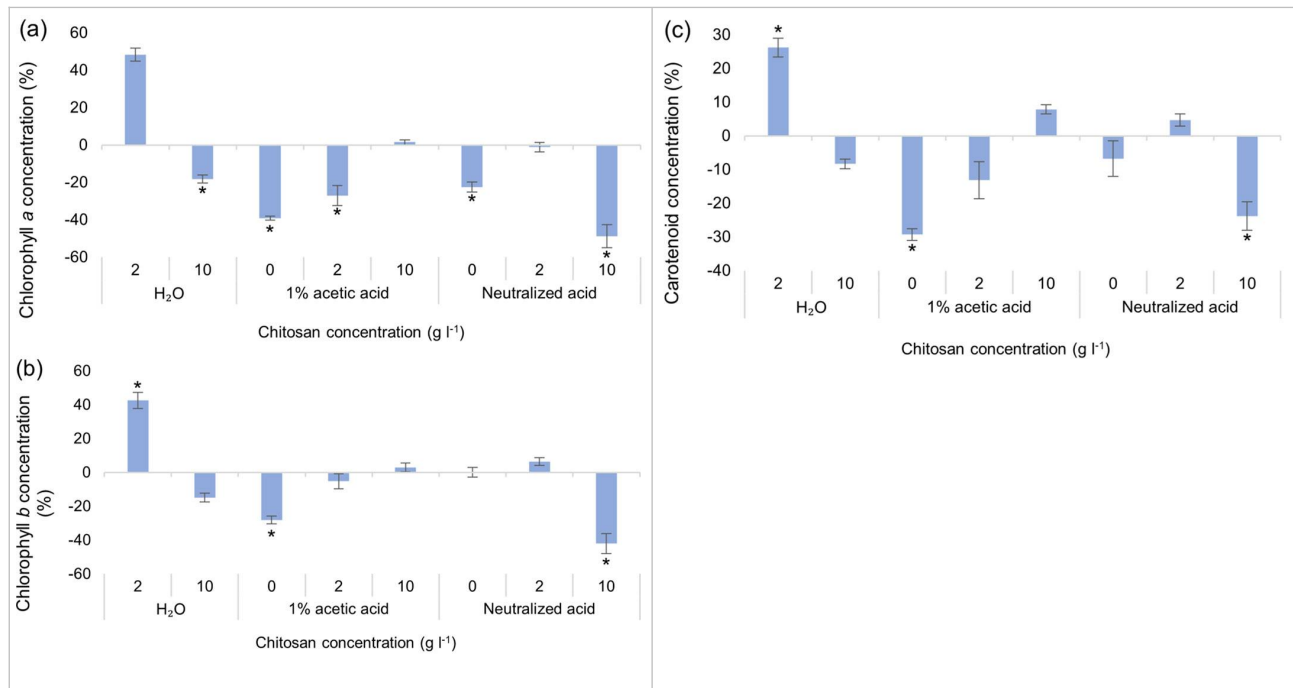 (a)
Chlorophyll a concentration (%)
60
40
20
0
-20
-40
-60
*
*
*
*
*
2 10 0 2 10 0 2 10
H₂O 1% acetic acid Neutralized acid
Chitosan concentration (g l⁻¹)
(b)
Chlorophyll b concentration
(%)
60
40
20
0
-20
-40
-60
*
*
*
2 10 0 2 10 0 2 10
H₂O 1% acetic acid Neutralized acid
Chitosan concentration (g l⁻¹)
(c)
Carotenoid concentration (%)
30
20
10
0
-10
-20
-30
-40
*
*
*
2 10 0 2 10 0 2 10
H₂O 1% acetic acid Neutralized acid
Chitosan concentration (g l⁻¹)